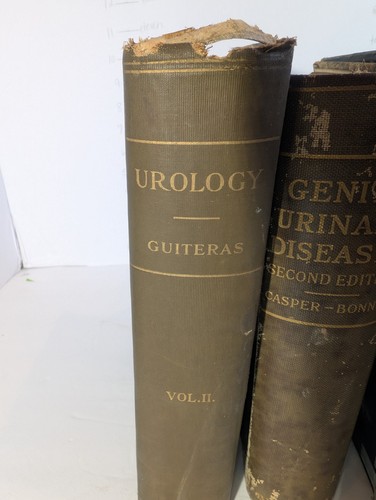 UROLOGY
GUITERAS
VOL.II.
GENI
URINA
DISEAS
SECOND EDIT
CASPER-BONN